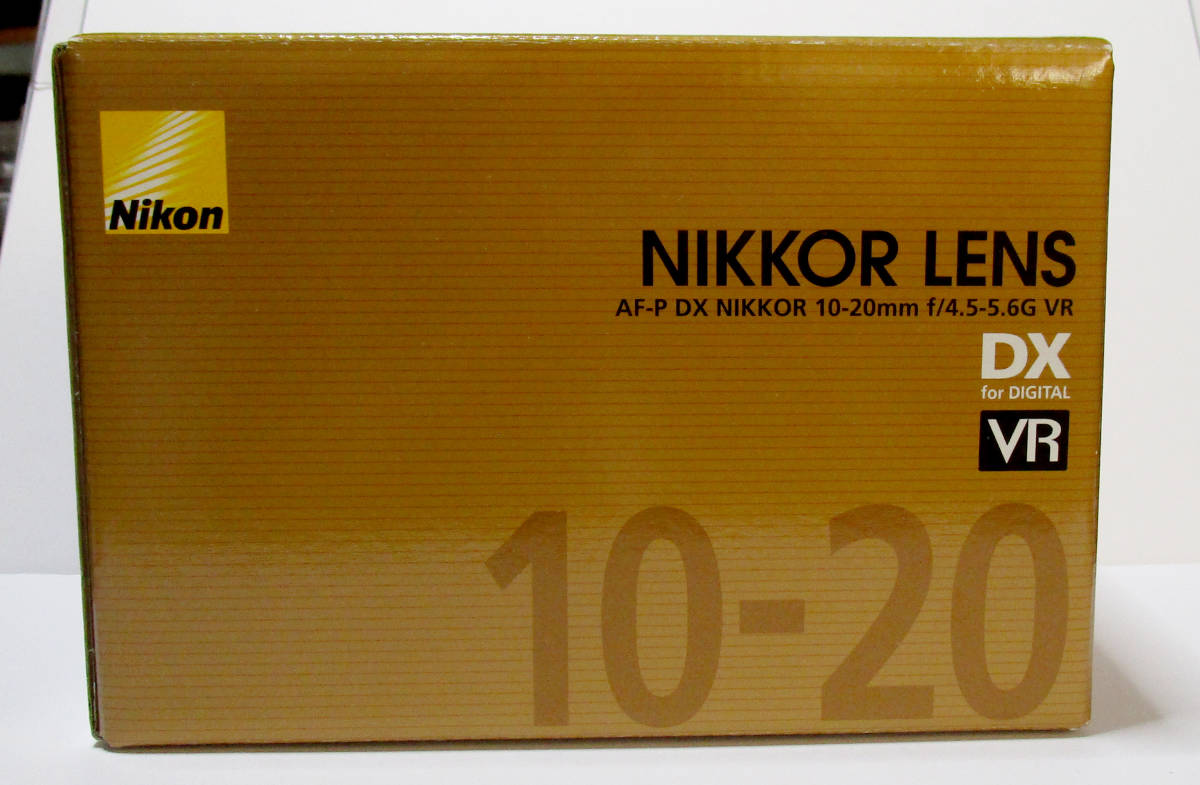 Nikon
NIKKOR LENS
AF-P DX NIKKOR 10-20mm f/4.5-5.6G VR
DX
for DIGITAL
VR
10-20